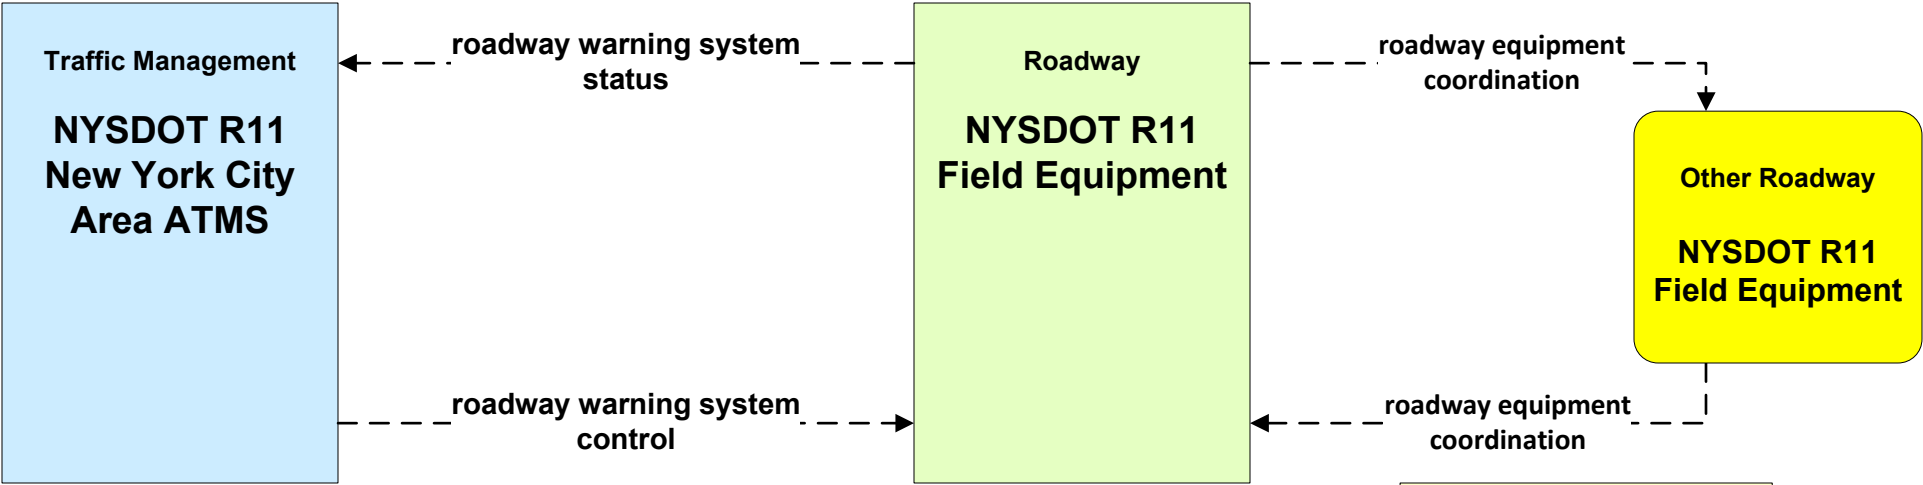 Traffic Management
NYSDOT R11
New York City
Area ATMS
roadway warning system
status
roadway warning system
control
Roadway
NYSDOT R11
Field Equipment
roadway equipment
coordination
roadway equipment
coordination
Other Roadway
NYSDOT R11
Field Equipment